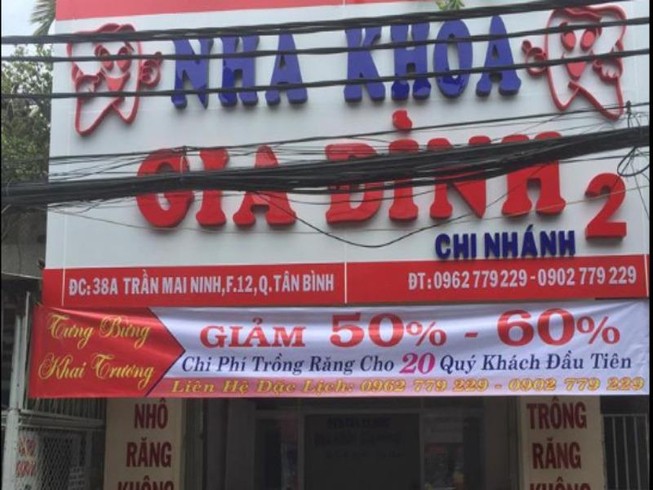 NHA KHOA
GIA ĐÌNH 2
CHI NHÁNH
ĐC: 38A TRẦN MAI NINH, F.12, Q.TÂN BÌNH
ĐT: 0962 779 229 - 0902 779 229
Tưng Bừng
Khai Trương
GIẢM 50% - 60%
Chi Phí Trồng Răng Cho 20 Quý Khách Đầu Tiên
Liên Hệ Đặc Lịch: 0962 779 229 - 0902 779 229
NHỔ
RĂNG
KHÔNG
TRỒNG
RĂNG
KHÔNG